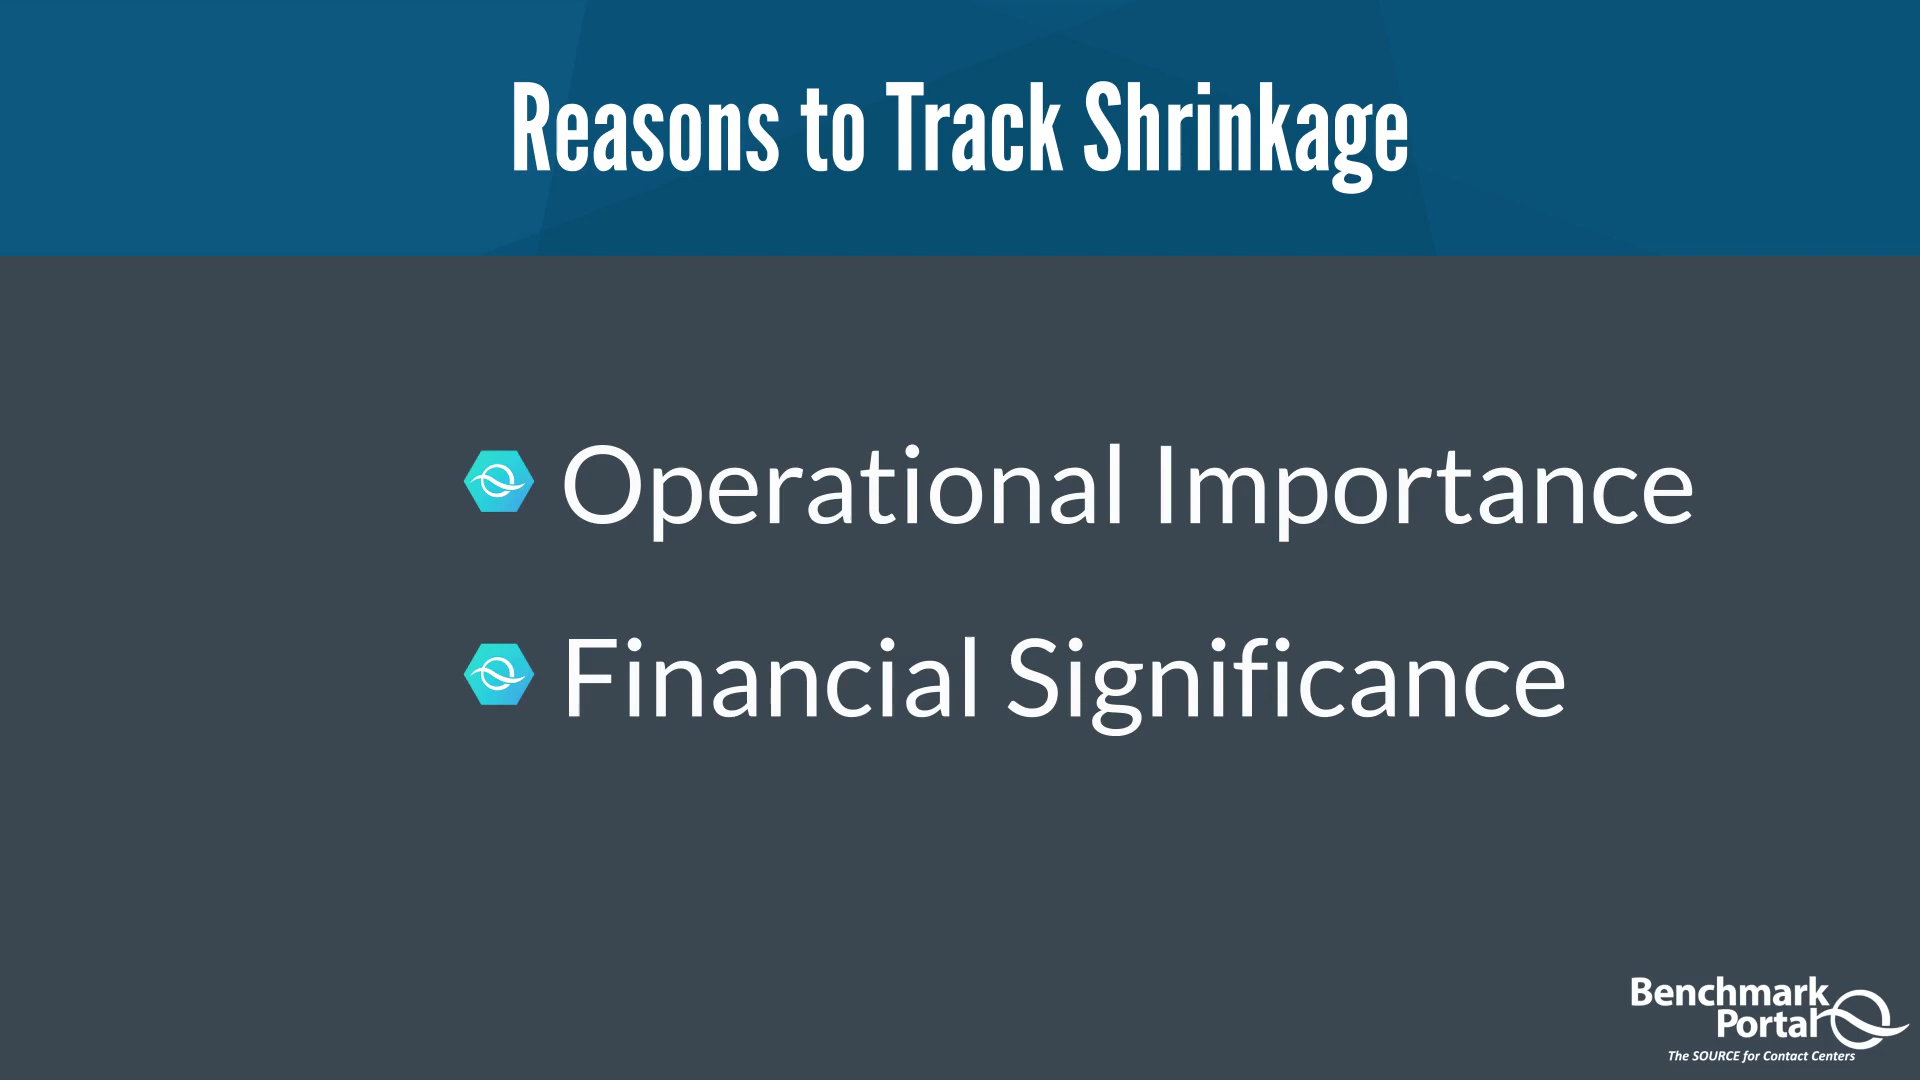 Reasons to Track Shrinkage
Operational Importance
Financial Significance
Benchmark
Portal
The SOURCE for Contact Centers